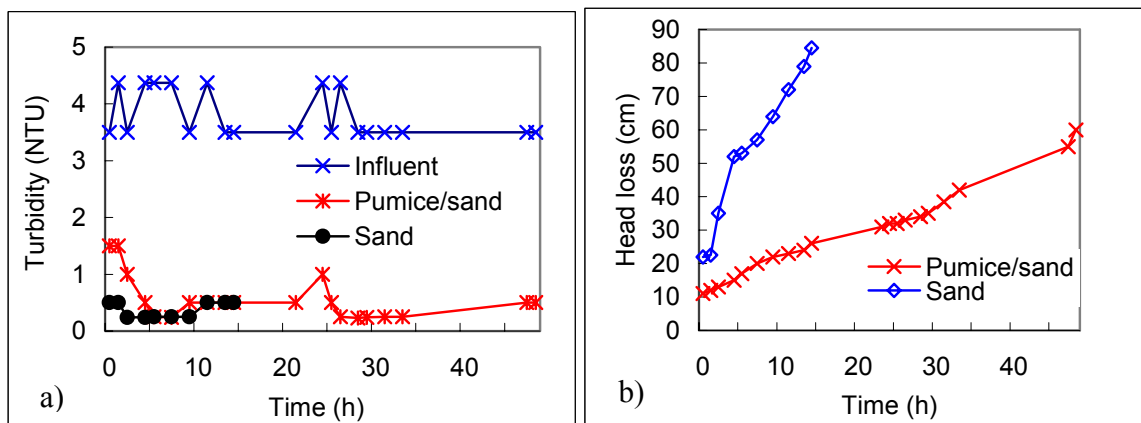 5
4
3
2
1
0
Turbidity (NTU)
Influent
Pumice/sand
Sand
0 10 20 30 40
Time (h)
a)
90
80
70
60
50
40
30
20
10
0
Head loss (cm)
Pumice/sand
Sand
0 10 20 30 40
Time (h)
b)